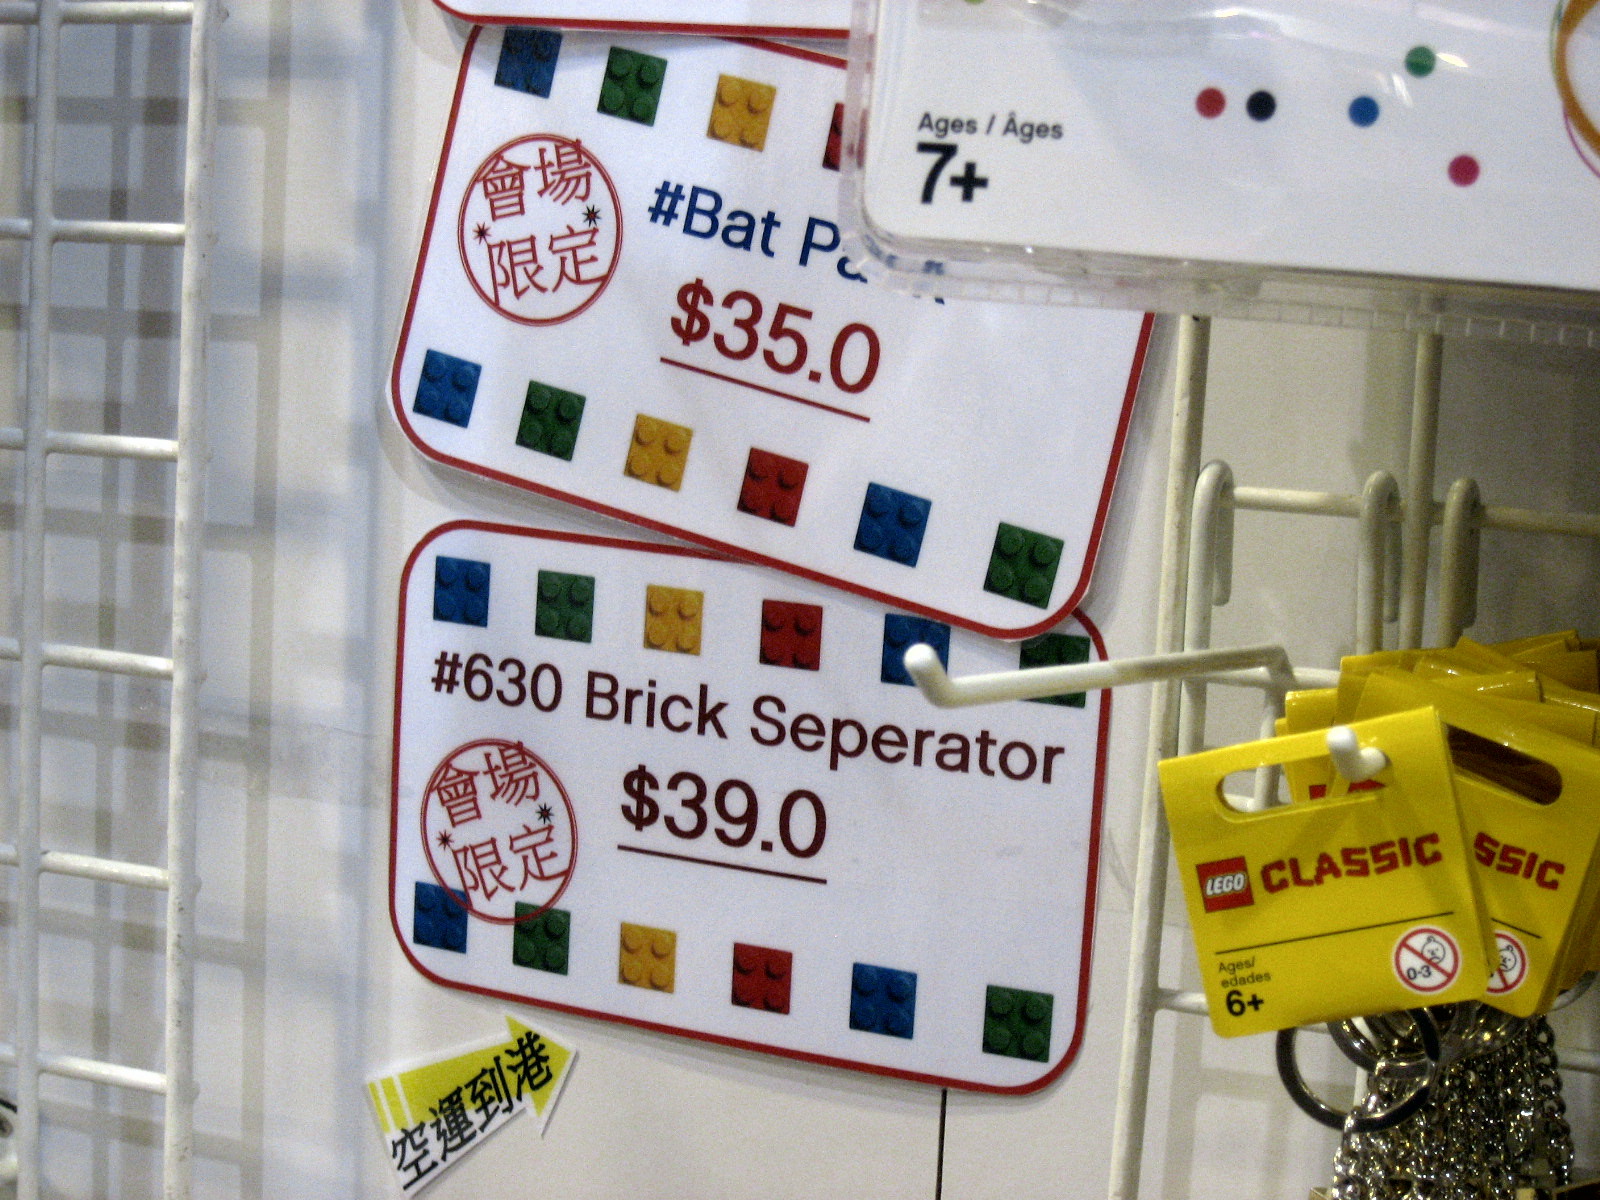 Ages / Âges
7+
會場
限定
#Bat
$35.0
#630 Brick Seperator
會場
限定
$39.0
空運到港
LEGO CLASSIC
Ages/
edades
6+
0-3
SSIC